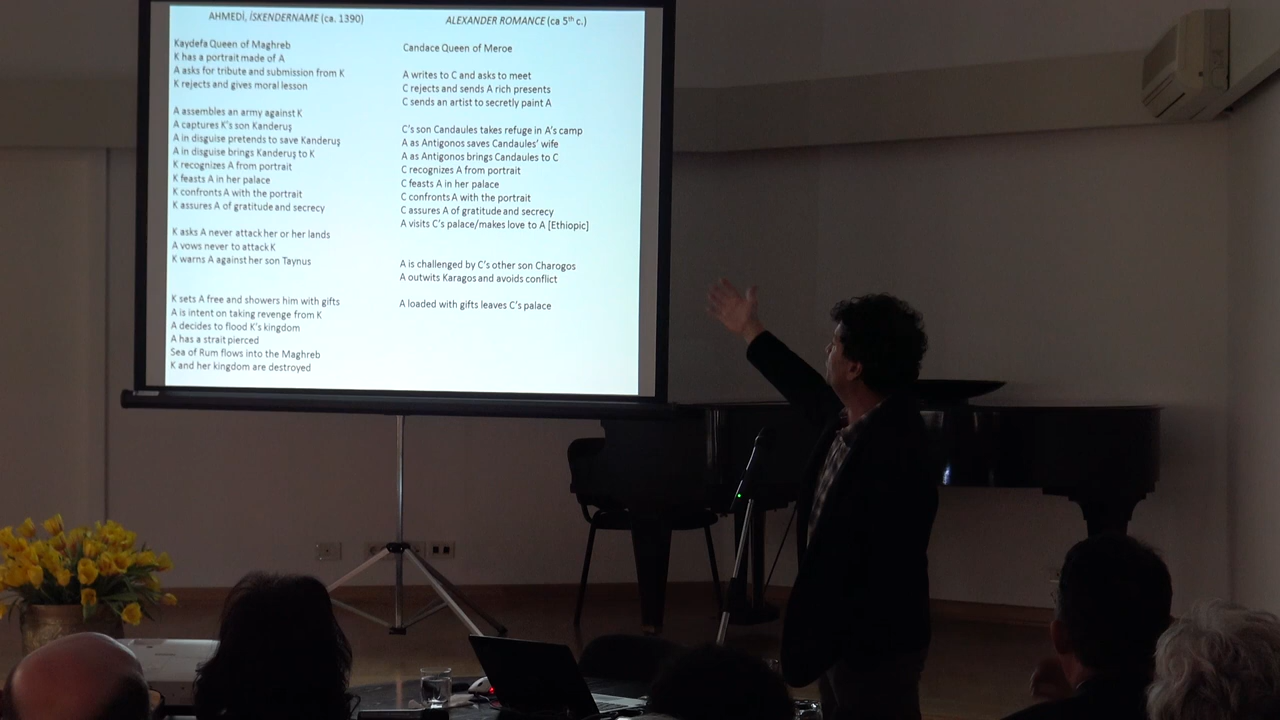 AHMEDİ, İSKENDERNAME (ca. 1390)
Kaydefa Queen of Maghreb
K has a portrait made of A
A asks for tribute and submission from K
K rejects and gives moral lesson
A assembles an army against K
A captures K's son Kanderuş
A in disguise pretends to save Kanderuş
A in disguise brings Kanderuş to K
K recognizes A from portrait
K feasts A in her palace
K confronts A with the portrait
K assures A of gratitude and secrecy
K asks A never attack her or her lands
A vows never to attack K
K warns A against her son Taynus
K sets A free and showers him with gifts
A is intent on taking revenge from K
A decides to flood K's kingdom
A has a strait pierced
Sea of Rum flows into the Maghreb
K and her kingdom are destroyed
ALEXANDER ROMANCE (ca 5th c.)
Candace Queen of Meroe
A writes to C and asks to meet
C rejects and sends A rich presents
C sends an artist to secretly paint A
C's son Candaules takes refuge in A's camp
A as Antigonos saves Candaules' wife
A as Antigonos brings Candaules to C
C recognizes A from portrait
C feasts A in her palace
C confronts A with the portrait
C assures A of gratitude and secrecy
A visits C's palace/makes love to A [Ethiopic]
A is challenged by C's other son Charogos
A outwits Karagos and avoids conflict
A loaded with gifts leaves C's palace